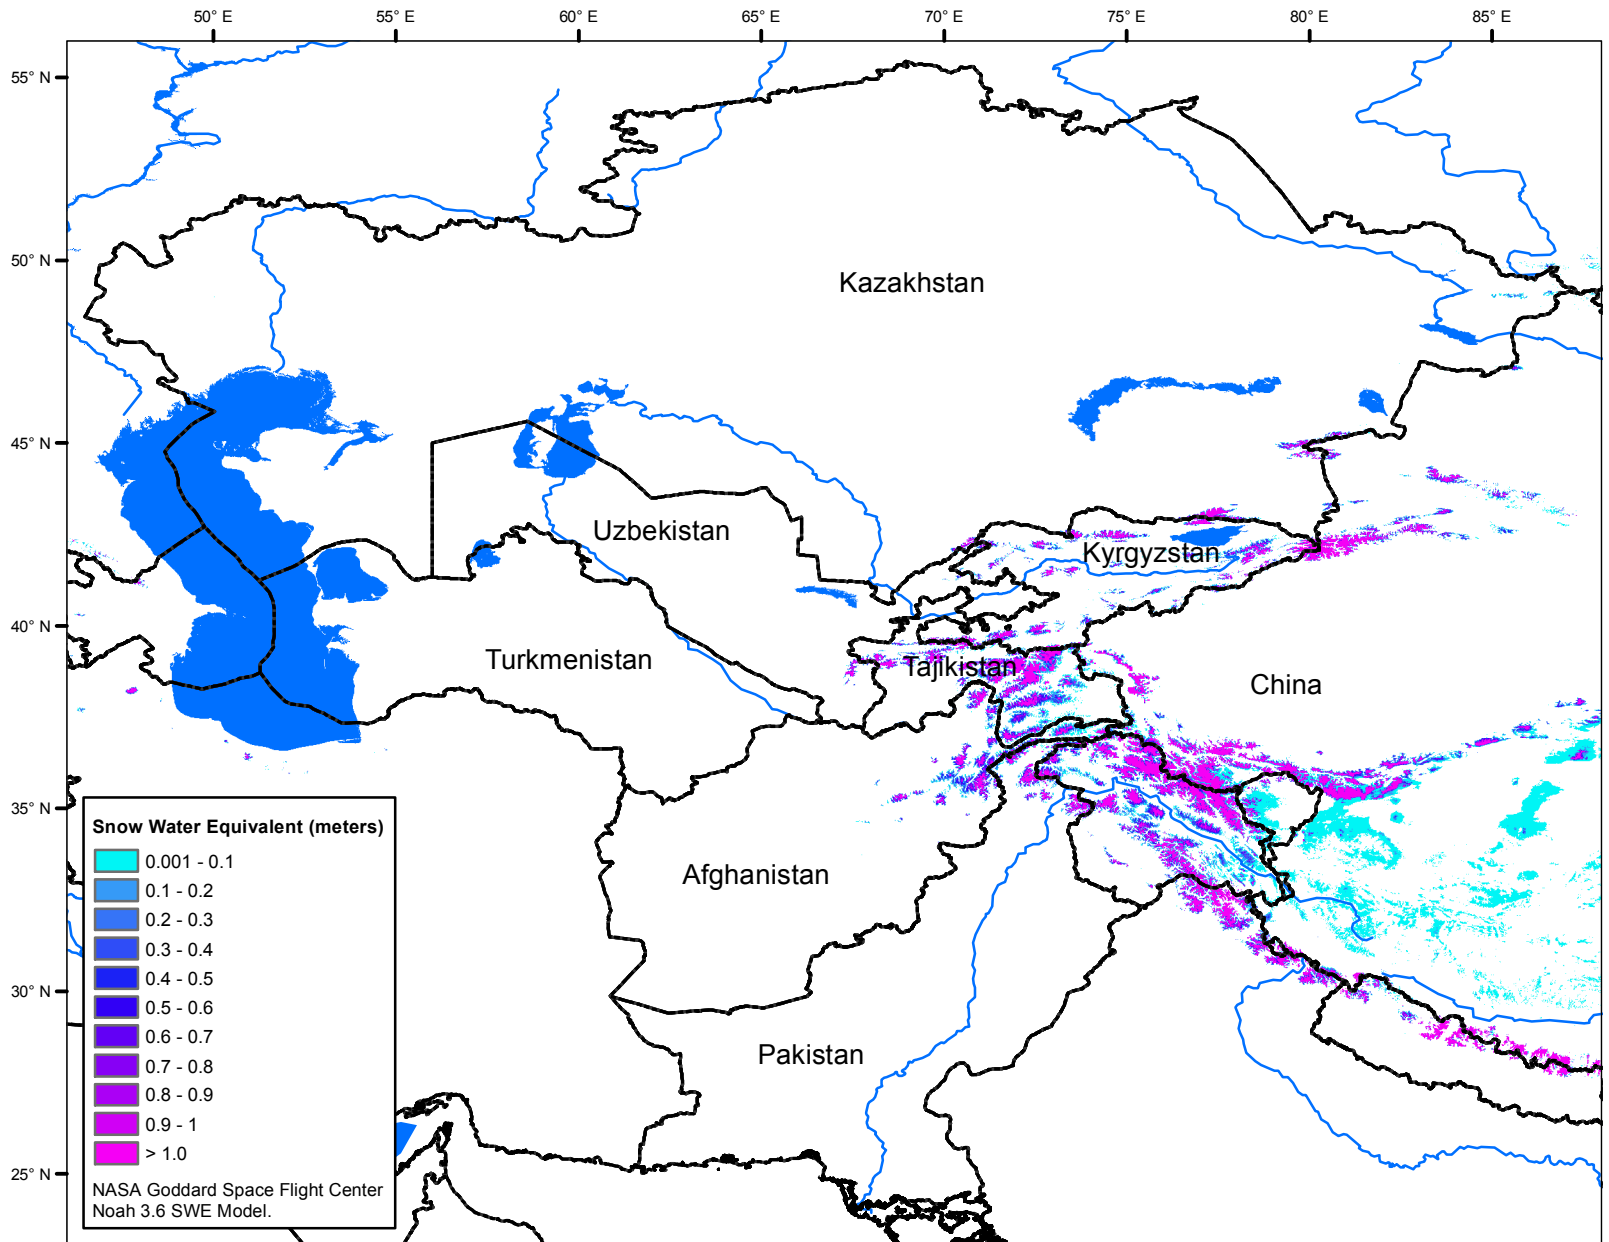 50° E 55° E 60° E 65° E 70° E 75° E 80° E 85° E
55° N
50° N
Kazakhstan
45° N
Uzbekistan
Kyrgyzstan
40° N
Turkmenistan
Tajikistan
China
35° N
Snow Water Equivalent (meters)
0.001 - 0.1
0.1 - 0.2
0.2 - 0.3
0.3 - 0.4
0.4 - 0.5
0.5 - 0.6
0.6 - 0.7
0.7 - 0.8
0.8 - 0.9
0.9 - 1
> 1.0
NASA Goddard Space Flight Center
Noah 3.6 SWE Model.
Afghanistan
30° N
Pakistan
25° N